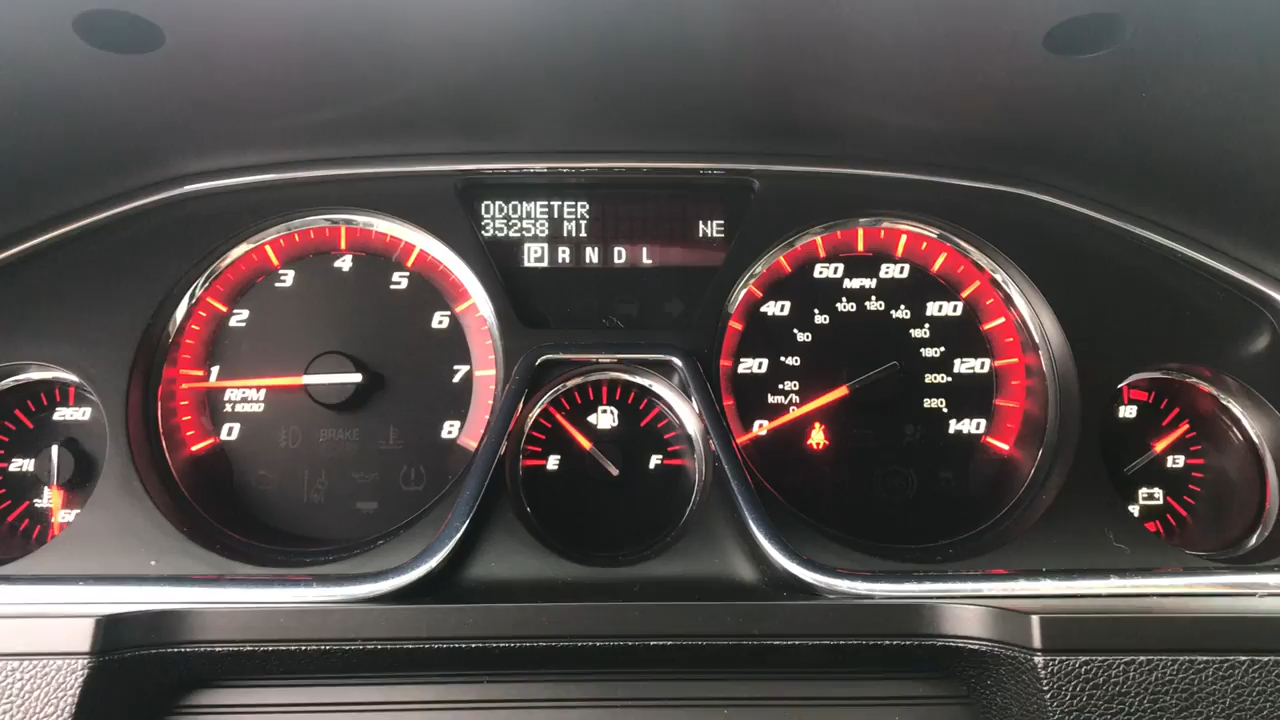 ODOMETER
35258 MI NE
P R N D L
0 1 2 3 4 5 6 7 8
RPM
X1000
BRAKE
260
E F
0 20 40 60 80 100 120 140
MPH
km/h
0 20 40 60 80 100 120 140 160 180 200 220
18
13
9